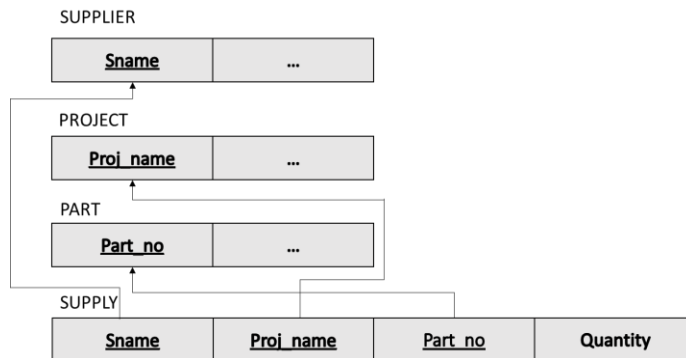 SUPPLIER
Sname ...
PROJECT
Proj_name ...
PART
Part_no ...
SUPPLY
Sname Proj_name Part_no Quantity